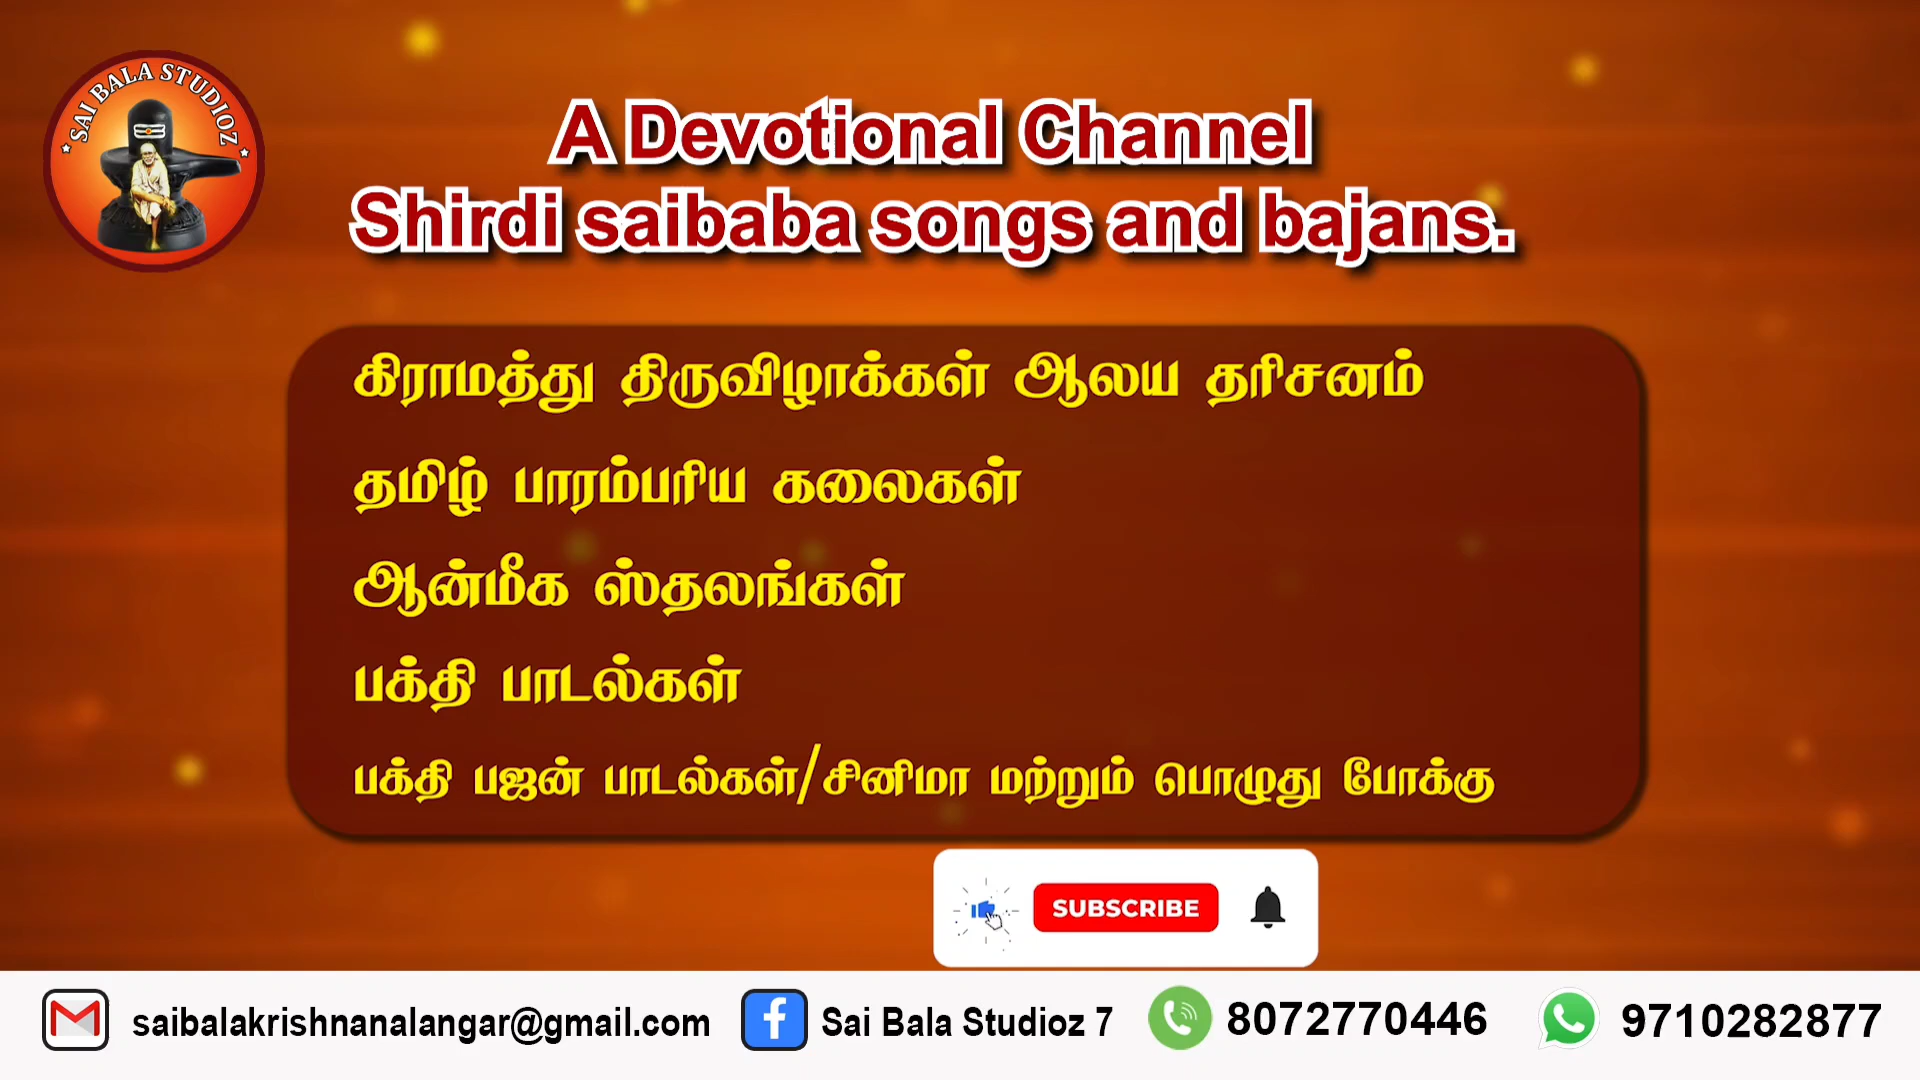 SAI BALA STUDIOZ
A Devotional Channel
Shirdi saibaba songs and bajans.
கிராமத்து திருவிழாக்கள் ஆலய தரிசனம்
தமிழ் பாரம்பரிய கலைகள்
ஆன்மீக ஸ்தலங்கள்
பக்தி பாடல்கள்
பக்தி பஜன் பாடல்கள்/சினிமா மற்றும் பொழுது போக்கு
SUBSCRIBE
saibalakrishnanalangar@gmail.com Sai Bala Studioz 7 8072770446 9710282877